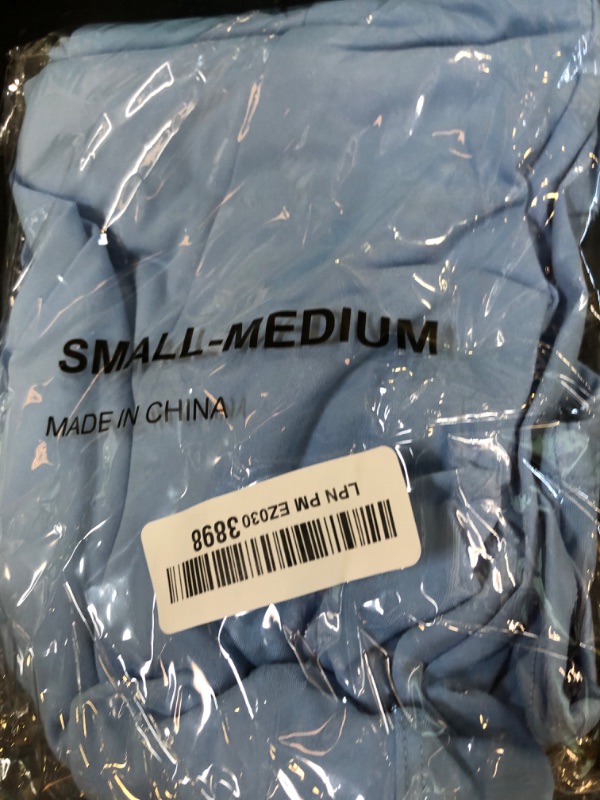 SMALL-MEDIUM
MADE IN CHINA
LPN PM EZ030 3898